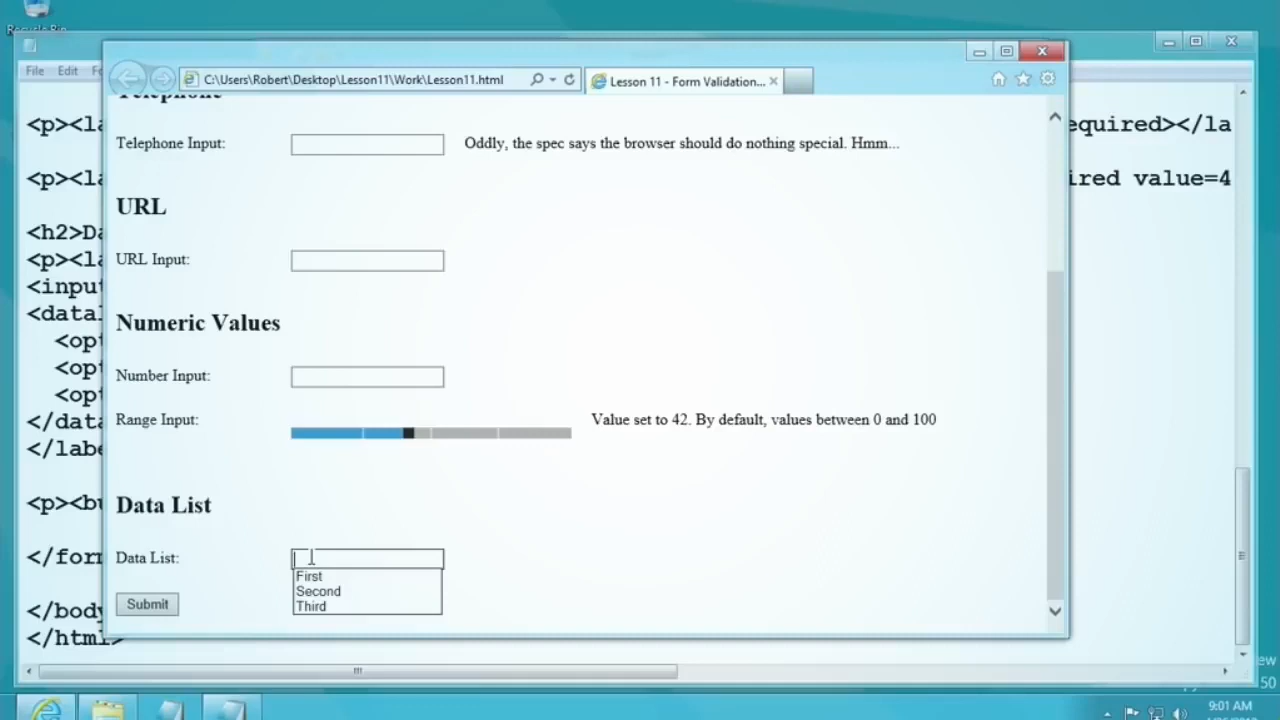 Recycle Bin
File Edit
C:\Users\Robert\Desktop\Lesson11\Work\Lesson11.html
Lesson 11 - Form Validation...
Telephone
<p><la
equired></la
Telephone Input:
Oddly, the spec says the browser should do nothing special. Hmm...
<p><la
ired value=4
URL
<h2>Da
<p><la
URL Input:
<input
<datal
Numeric Values
<opt
<opt
Number Input:
<opt
</data
Range Input:
Value set to 42. By default, values between 0 and 100
</labe
<p><bu
Data List
</form
Data List:
First
Second
Third
</body
Submit
</html>
50
9:01 AM